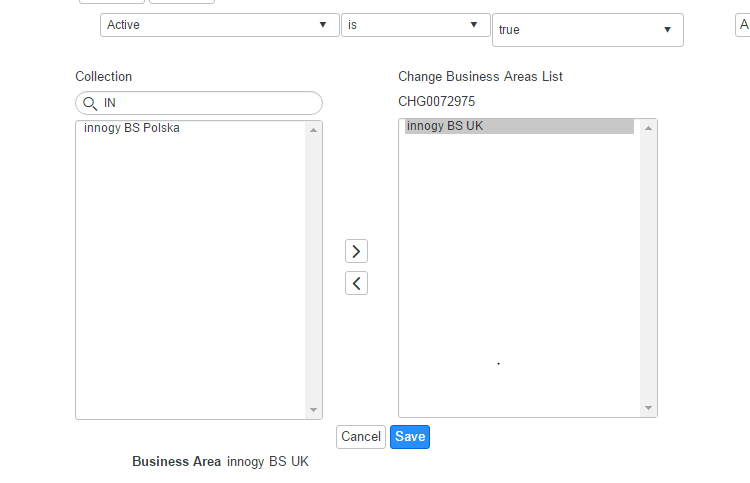 Active is true A
Collection
Change Business Areas List
IN
CHG0072975
innogy BS Polska
innogy BS UK
Cancel Save
Business Area innogy BS UK